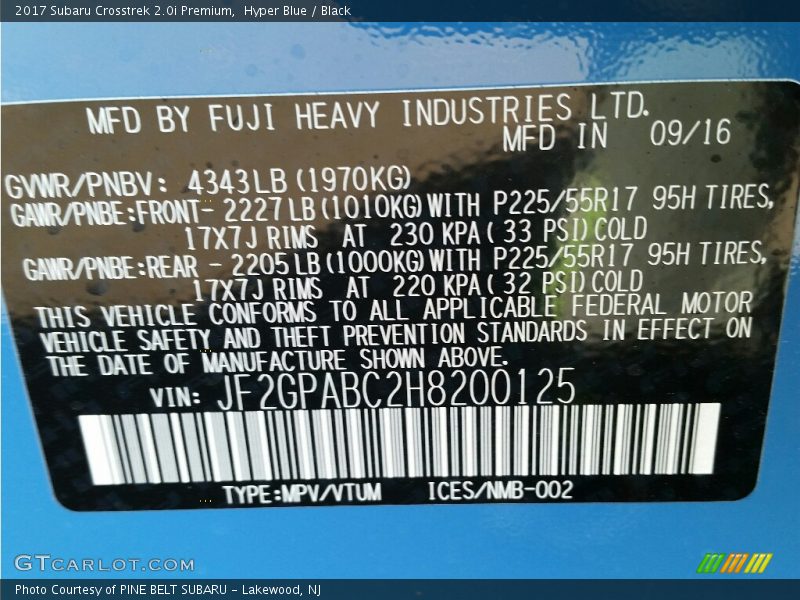 2017 Subaru Crosstrek 2.0i Premium,  Hyper Blue / Black
MFD BY FUJI HEAVY INDUSTRIES LTD.
MFD IN 09/16
GVWR/PNBV: 4343LB(1970KG)
GAWR/PNBE:FRONT- 2227LB(1010KG)WITH P225/55R17 95H TIRES,
17X7J RIMS AT 230 KPA( 33 PSI)COLD
GAWR/PNBE:REAR - 2205LB(1000KG)WITH P225/55R17 95H TIRES,
17X7J RIMS AT 220 KPA( 32 PSI)COLD
THIS VEHICLE CONFORMS TO ALL APPLICABLE FEDERAL MOTOR
VEHICLE SAFETY AND THEFT PREVENTION STANDARDS IN EFFECT ON
THE DATE OF MANUFACTURE SHOWN ABOVE.
VIN: JF2GPABC2H8200125
TYPE:MPV/VTUM ICES/NMB-002
GTCARLOT.COM
Photo Courtesy of PINE BELT SUBARU - Lakewood, NJ